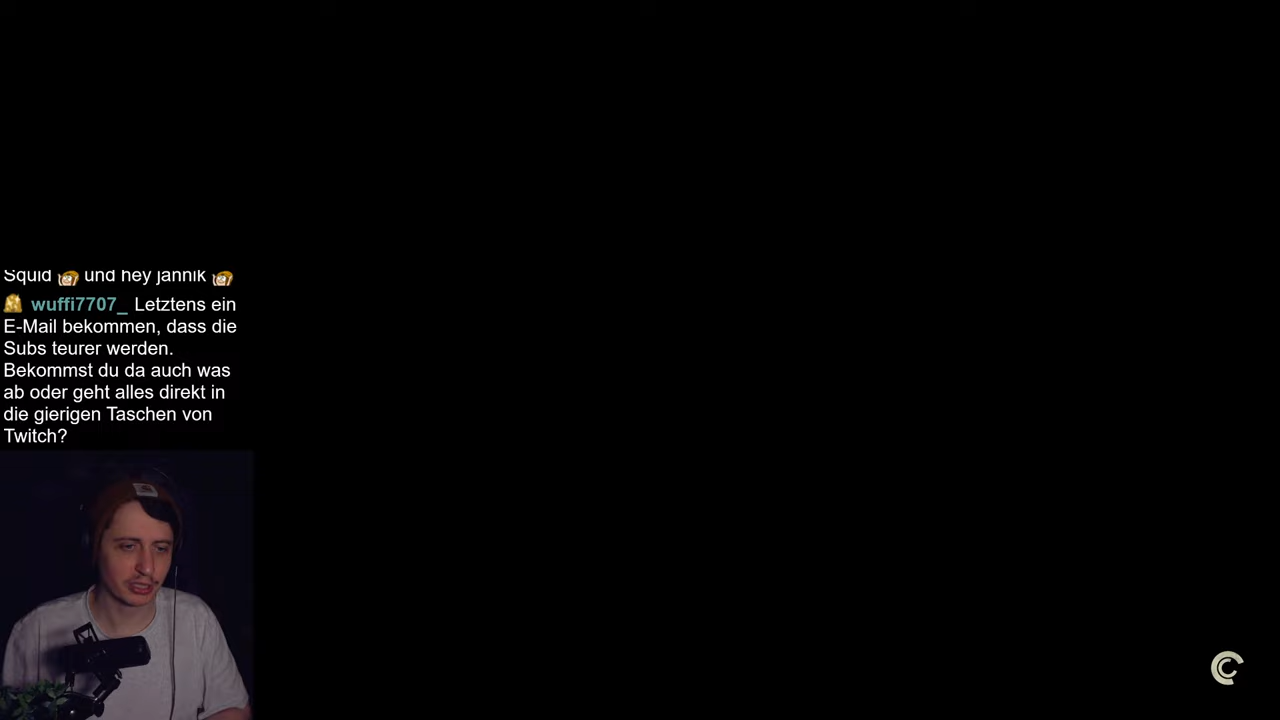 Squid und hey jannik
wuffi7707_ Letztens ein
E-Mail bekommen, dass die
Subs teurer werden.
Bekommst du da auch was
ab oder geht alles direkt in
die gierigen Taschen von
Twitch?